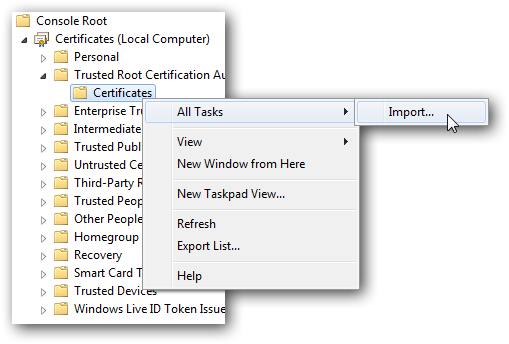 Console Root
Certificates (Local Computer)
Personal
Trusted Root Certification Au
Certificates
Enterprise Tru
Intermediate
Trusted Publ
Untrusted Ce
Third-Party R
Trusted Peop
Other People
Homegroup
Recovery
Smart Card T
Trusted Devices
Windows Live ID Token Issue
All Tasks
View
New Window from Here
New Taskpad View...
Refresh
Export List...
Help
Import...